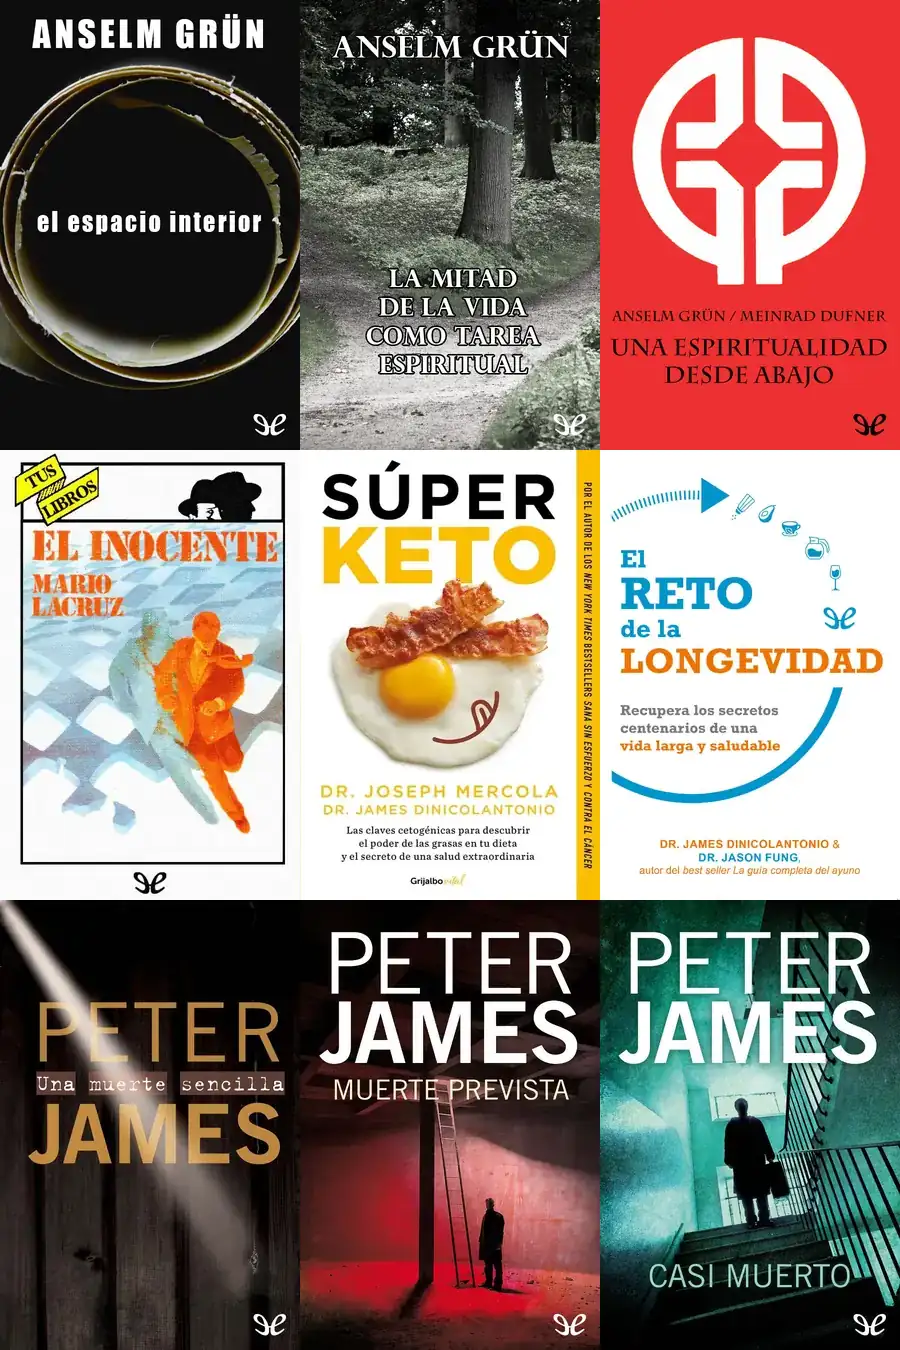 ANSELM GRÜN
el espacio interior
ANSELM GRÜN
LA MITAD
DE LA VIDA
COMO TAREA
ESPIRITUAL
ANSELM GRÜN / MEINRAD DUFNER
UNA ESPIRITUALIDAD
DESDE ABAJO
TUS
LIBROS
EL INOCENTE
MARIO
LACRUZ
SÚPER
KETO
DR. JOSEPH MERCOLA
DR. JAMES DINICOLANTONIO
Las claves cetogénicas para descubrir
el poder de las grasas en tu dieta
y el secreto de una salud extraordinaria
Grijalbo vital
POR EL AUTOR DE LOS NEW YORK TIMES BESTSELLERS SANA SIN ESFUERZO Y CONTRA EL CÁNCER
El
RETO
de la
LONGEVIDAD
Recupera los secretos
centenarios de una
vida larga y saludable
DR. JAMES DINICOLANTONIO &
DR. JASON FUNG,
autor del best seller La guía completa del ayuno
PETER
Una muerte sencilla
JAMES
PETER
JAMES
MUERTE PREVISTA
PETER
JAMES
CASI MUERTO